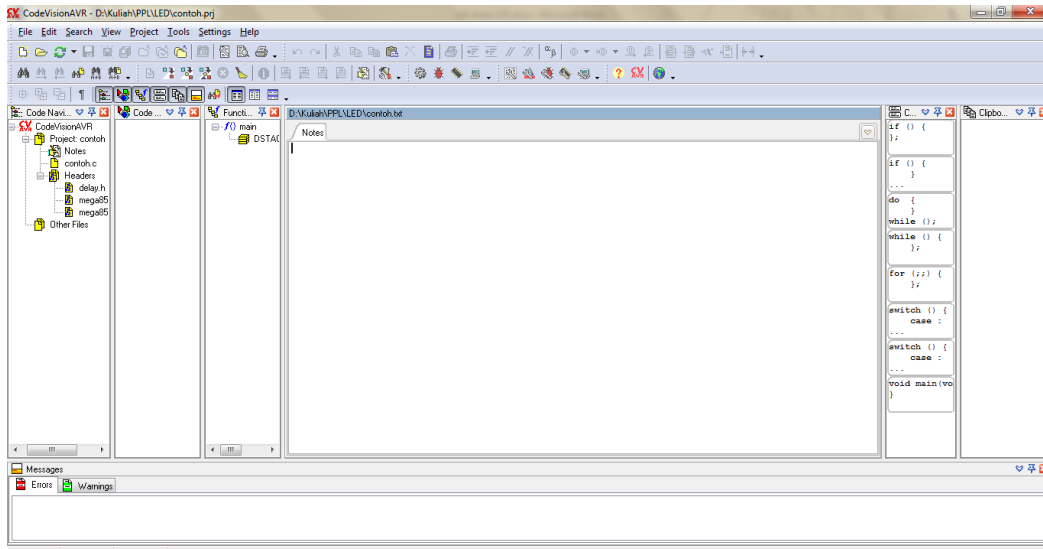 CodeVisionAVR - D:\Kuliah\PPL\LED\contoh.prj
File Edit Search View Project Tools Settings Help
Code Navi...
Code ...
Functi...
D:\Kuliah\PPL\LED\contoh.txt
C...
Clipbo...
CodeVisionAVR
Project: contoh
Notes
contoh.c
Headers
delay.h
mega85
mega85
Other Files
main
DSTAC
Notes
if () {
};
if () {
}
...
do {
}
while ();
while () {
};
for (;;) {
};
switch () {
case :
...
switch () {
case :
...
void main(vo
}
Messages
Errors Warnings